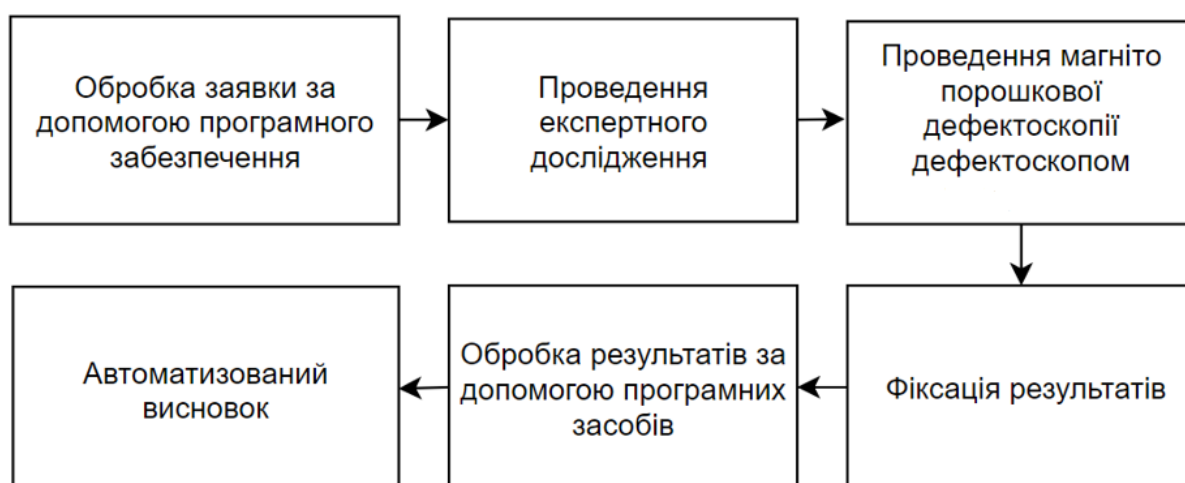 Обробка заявки за
допомогою програмного
забезпечення
Проведення
експертного
дослідження
Проведення магніто
порошкової
дефектоскопії
дефектоскопом
Фіксація результатів
Обробка результатів за
допомогою програмних
засобів
Автоматизований
висновок